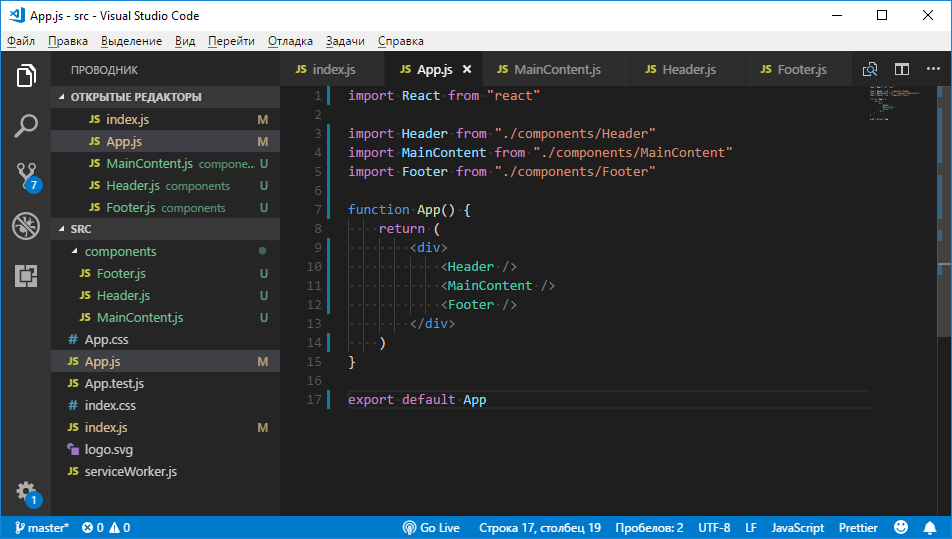 App.js - src - Visual Studio Code
Файл Правка Выделение Вид Перейти Отладка Задачи Справка
ПРОВОДНИК
ОТКРЫТЫЕ РЕДАКТОРЫ
JS index.js M
JS App.js M
JS MainContent.js compone... U
JS Header.js components U
JS Footer.js components U
SRC
components
JS Footer.js U
JS Header.js U
JS MainContent.js U
# App.css
JS App.js M
JS App.test.js
# index.css
JS index.js M
logo.svg
JS serviceWorker.js
7
1
JS index.js JS App.js × JS MainContent.js JS Header.js JS Footer.js
1 import React from "react"
2
3 import Header from "./components/Header"
4 import MainContent from "./components/MainContent"
5 import Footer from "./components/Footer"
6
7 function App() {
8 return (
9 <div>
10 <Header />
11 <MainContent />
12 <Footer />
13 </div>
14 )
15 }
16
17 export default App
master* 0 0 Go Live Строка 17, столбец 19 Пробелов: 2 UTF-8 LF JavaScript Prettier